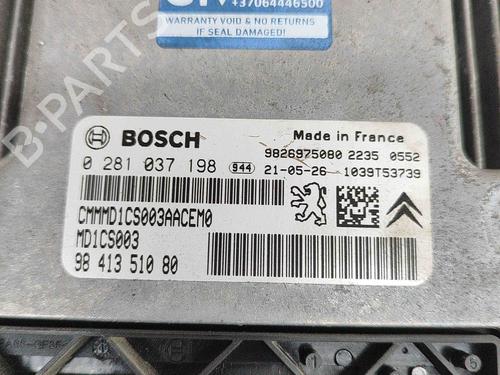 +37064446500
WARRANTY VOID & NO RETURNS
IF SEAL DAMAGED!
B-PARTS
BOSCH
Made in France
0 281 037 198 944
9826975080 2235 0552
21-05-26 1039T53739
CMMMD1CS003AACEM0
MD1CS003
98 413 510 80